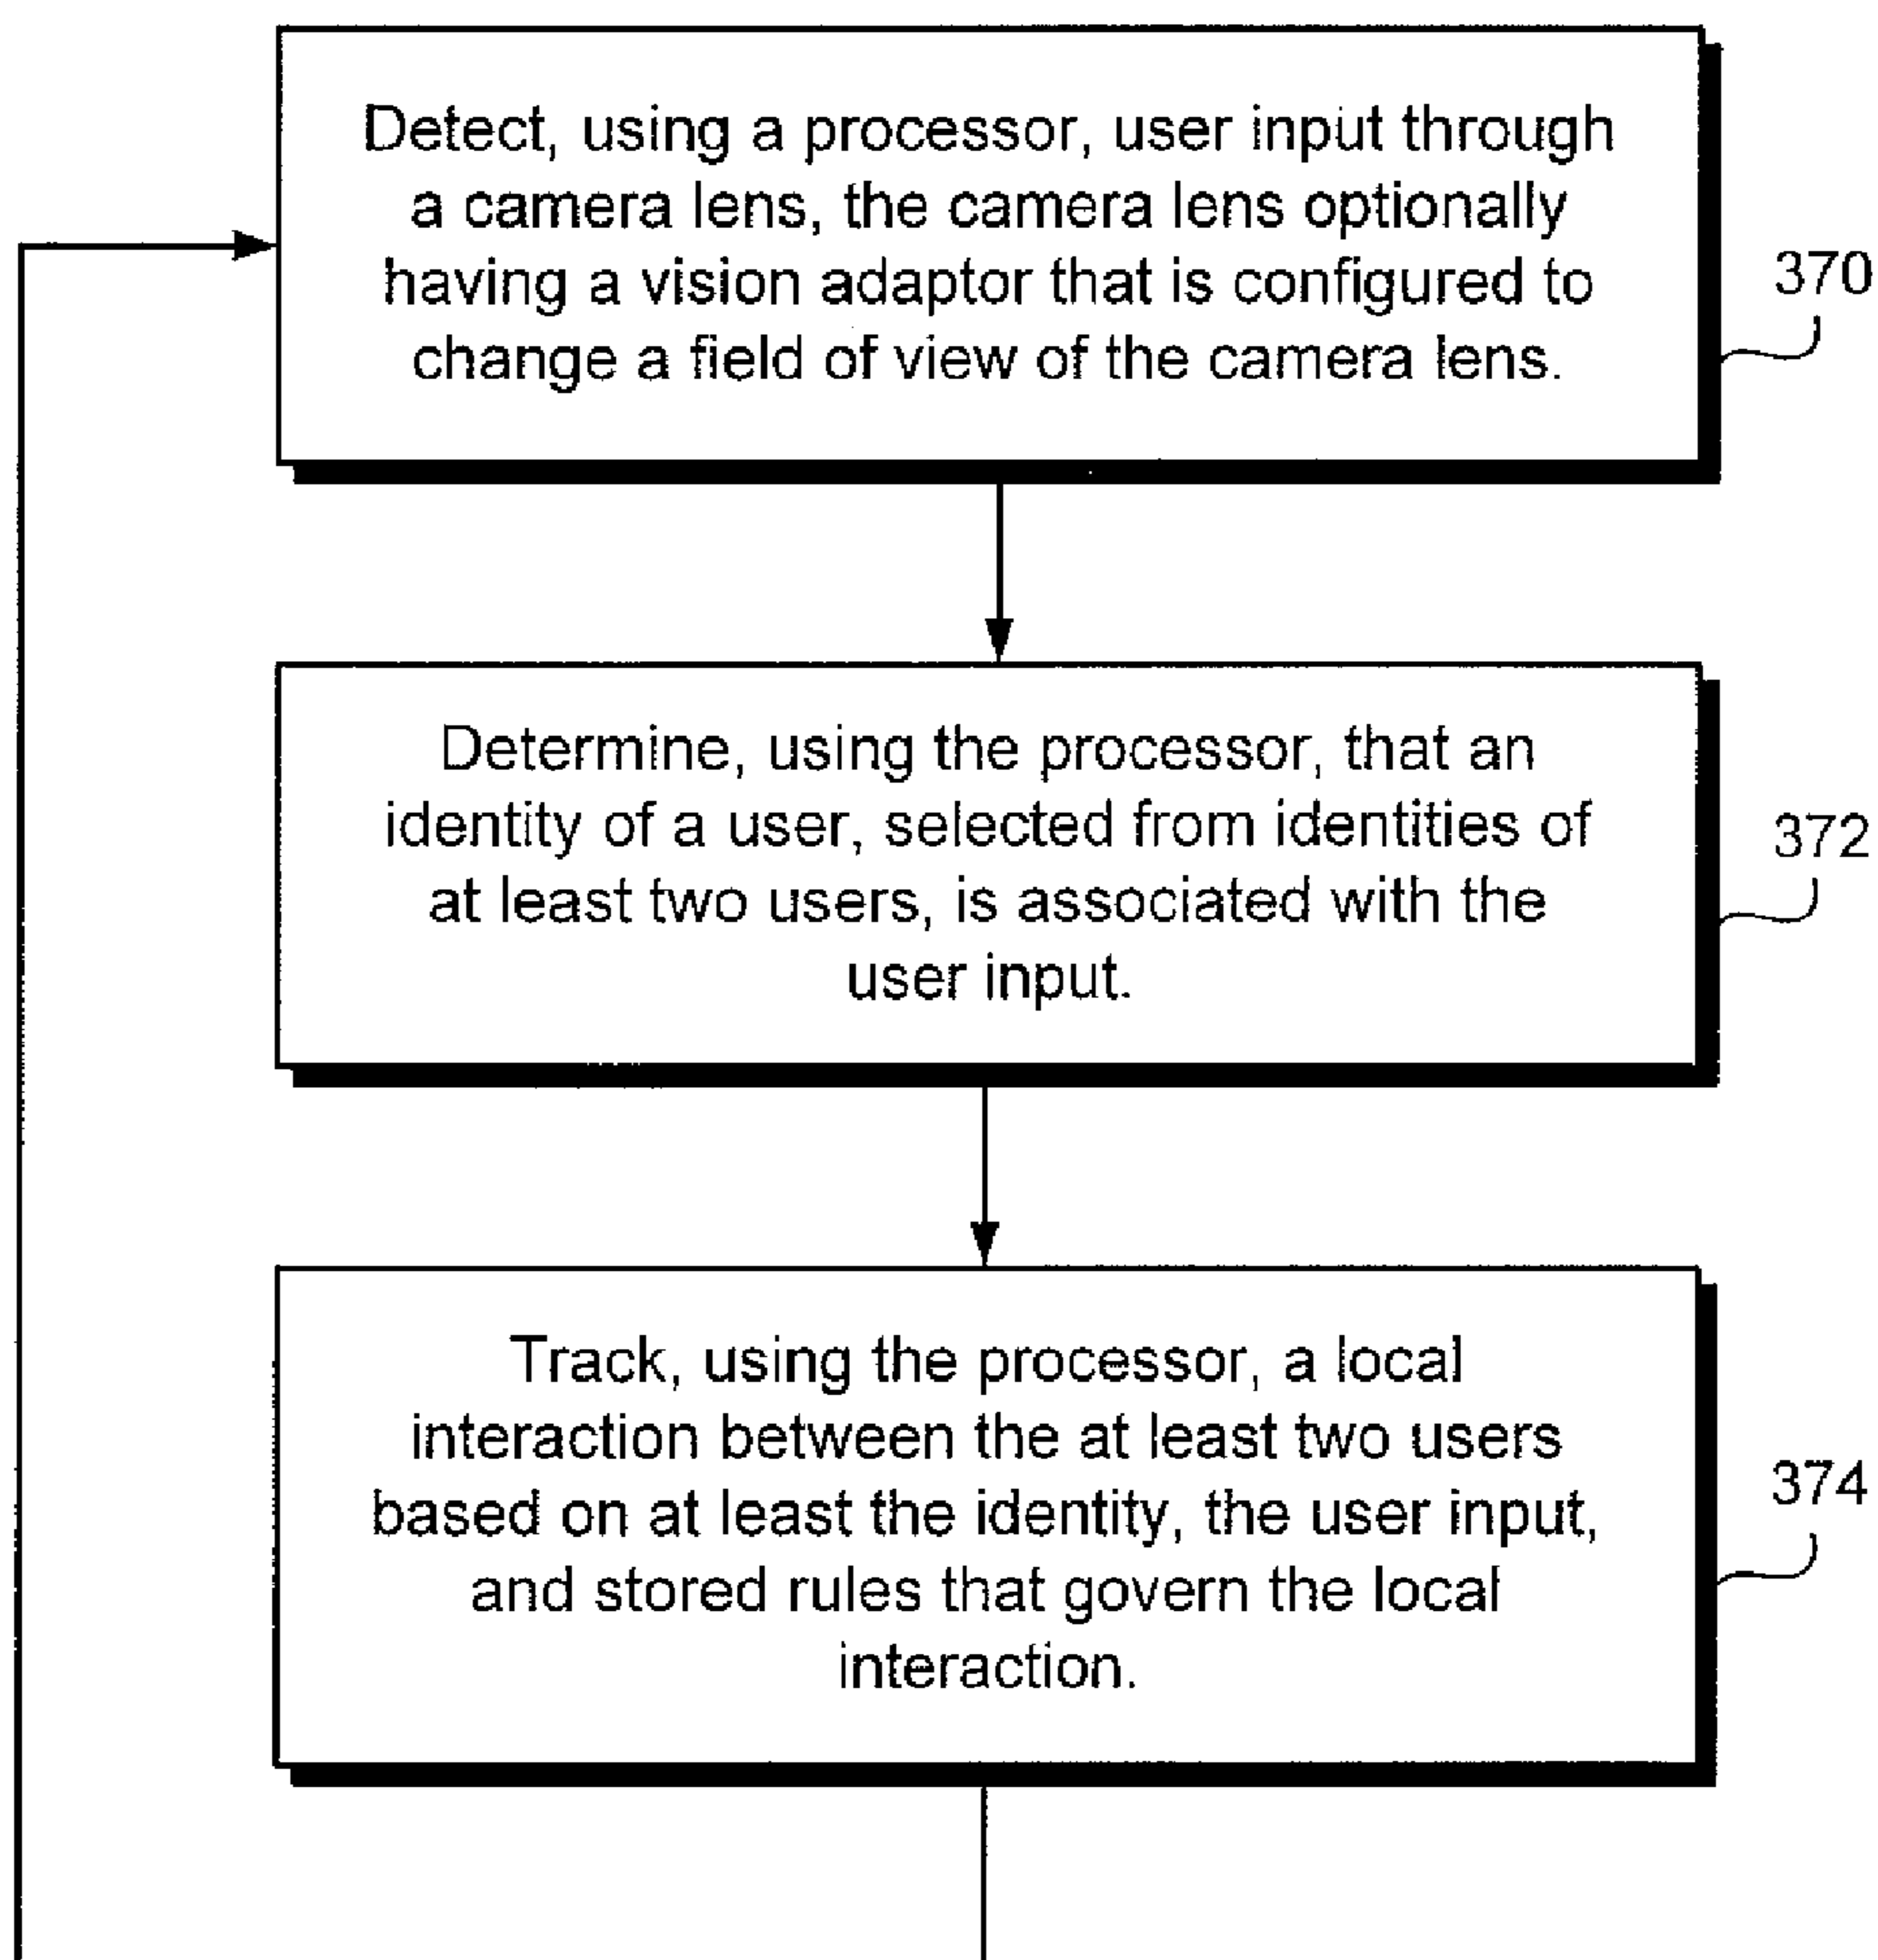 Detect, using a processor, user input through
a camera lens, the camera lens optionally
having a vision adaptor that is configured to
change a field of view of the camera lens.
370
Determine, using the processor, that an
identity of a user, selected from identities of
at least two users, is associated with the
user input.
372
Track, using the processor, a local
interaction between the at least two users
based on at least the identity, the user input,
and stored rules that govern the local
interaction.
374